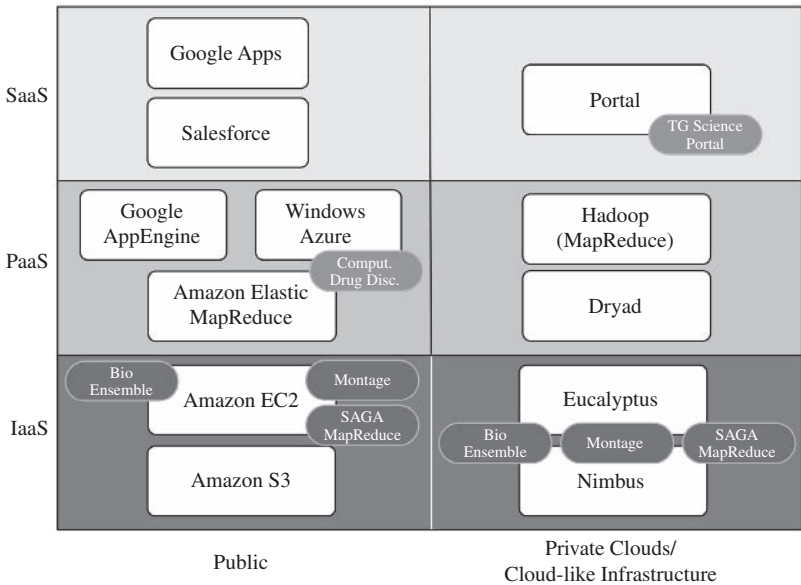 SaaS
Google Apps
Salesforce
Portal
TG Science
Portal
PaaS
Google
AppEngine
Windows
Azure
Comput.
Drug Disc.
Amazon Elastic
MapReduce
Hadoop
(MapReduce)
Dryad
IaaS
Bio
Ensemble
Amazon EC2
Montage
SAGA
MapReduce
Amazon S3
Eucalyptus
Bio
Ensemble
Montage
SAGA
MapReduce
Nimbus
Public
Private Clouds/
Cloud-like Infrastructure